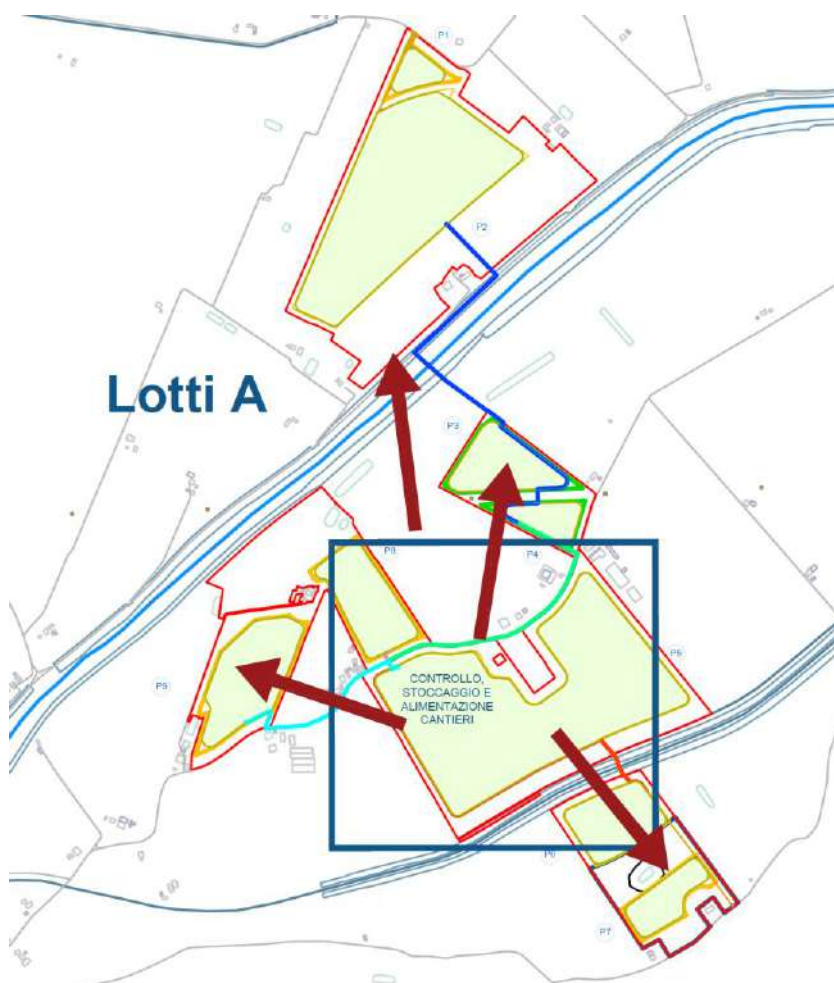 P1
P2
Lotti A
P3
P4
P8
P5
P9
CONTROLLO,
STOCCAGGIO E
ALIMENTAZIONE
CANTIERI
P6
P7